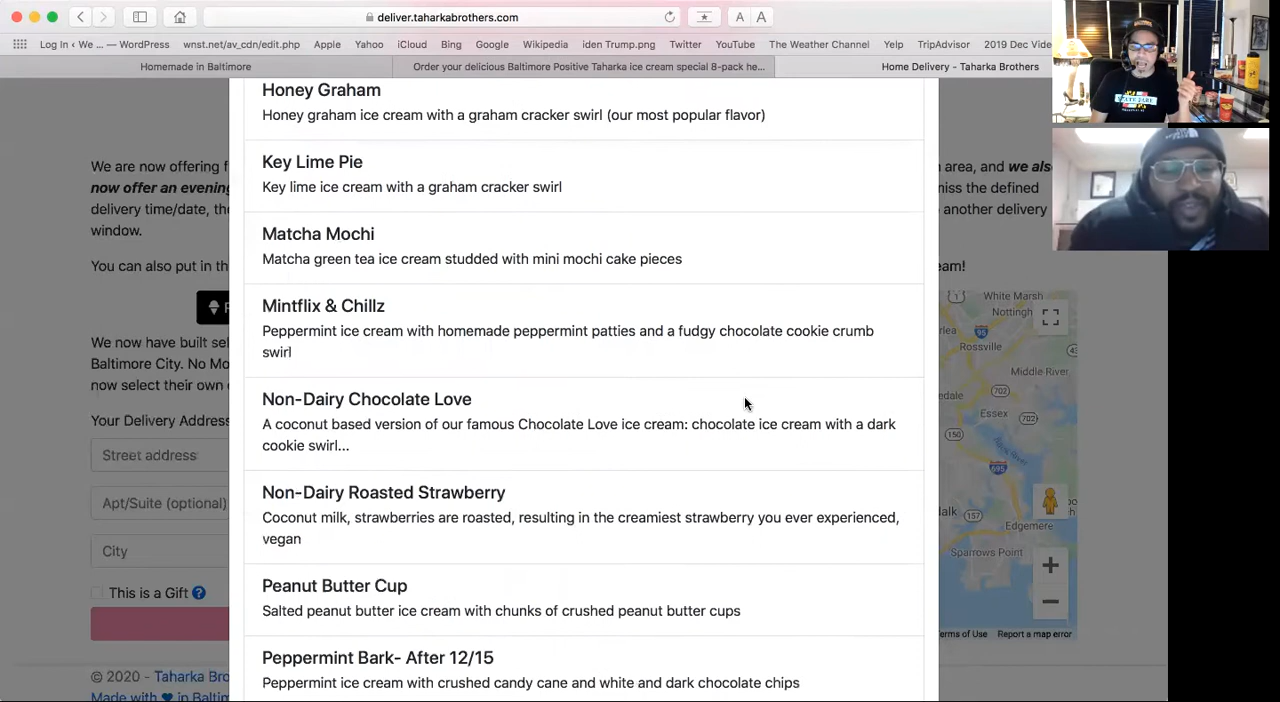 deliver.taharkabrothers.com
A A
Log In ‹ We ... — WordPress wnst.net/av_cdn/edit.php Apple Yahoo iCloud Bing Google Wikipedia iden Trump.png Twitter YouTube The Weather Channel Yelp TripAdvisor 2019 Dec Vide
Homemade in Baltimore Order your delicious Baltimore Positive Taharka ice cream special 8-pack he... Home Delivery - Taharka Brothers
Honey Graham
Honey graham ice cream with a graham cracker swirl (our most popular flavor)
Key Lime Pie
Key lime ice cream with a graham cracker swirl
Matcha Mochi
Matcha green tea ice cream studded with mini mochi cake pieces
Mintflix & Chillz
Peppermint ice cream with homemade peppermint patties and a fudgy chocolate cookie crumb
swirl
Non-Dairy Chocolate Love
A coconut based version of our famous Chocolate Love ice cream: chocolate ice cream with a dark
cookie swirl...
Non-Dairy Roasted Strawberry
Coconut milk, strawberries are roasted, resulting in the creamiest strawberry you ever experienced,
vegan
Peanut Butter Cup
Salted peanut butter ice cream with chunks of crushed peanut butter cups
Peppermint Bark- After 12/15
Peppermint ice cream with crushed candy cane and white and dark chocolate chips
We are now offering f
now offer an evening
delivery time/date, th
window.
You can also put in th
We now have built sel
Baltimore City. No Mo
now select their own
Your Delivery Address
Street address
Apt/Suite (optional)
City
This is a Gift ?
© 2020 - Taharka Bro
Made with ❤ in Baltim
area, and we als
miss the defined
another delivery
eam!
White Marsh
Nottingh
95
Rossville
Middle River
702
Essex
702
150
695
157
Edgemere
Sparrows Point
+
−
erms of Use Report a map error